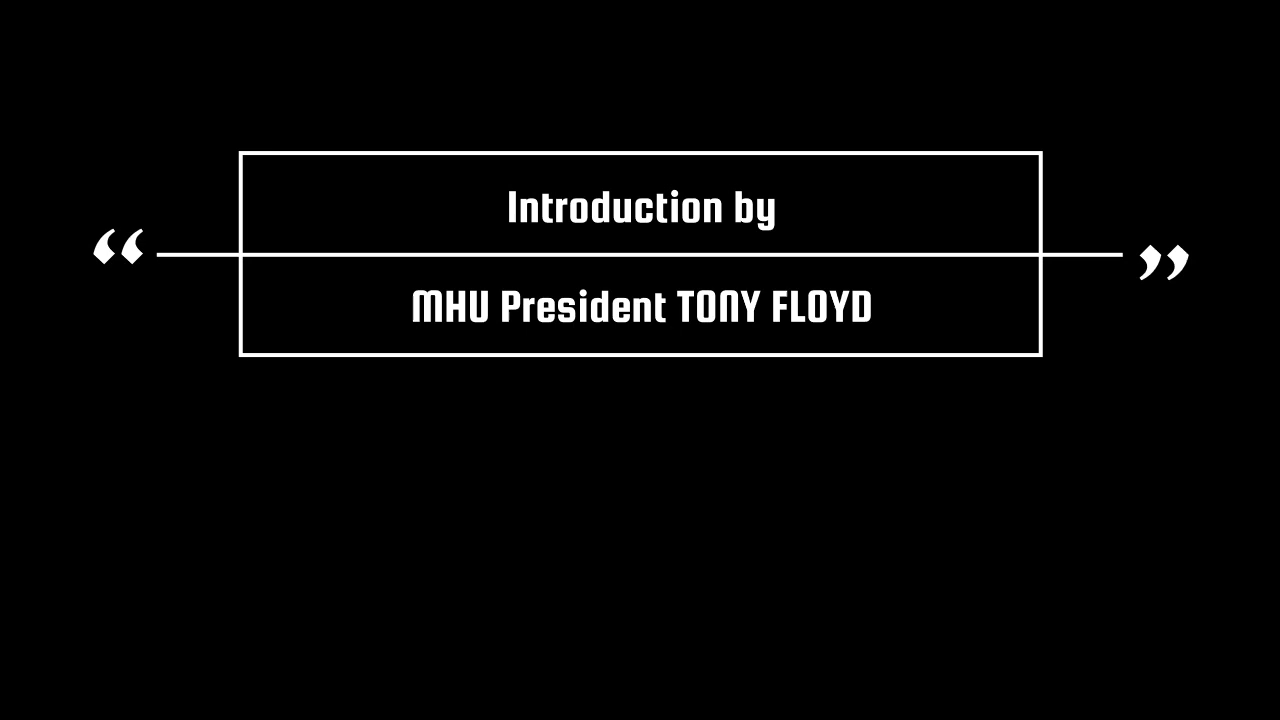 Introduction by
“ ”
MHU President TONY FLOYD